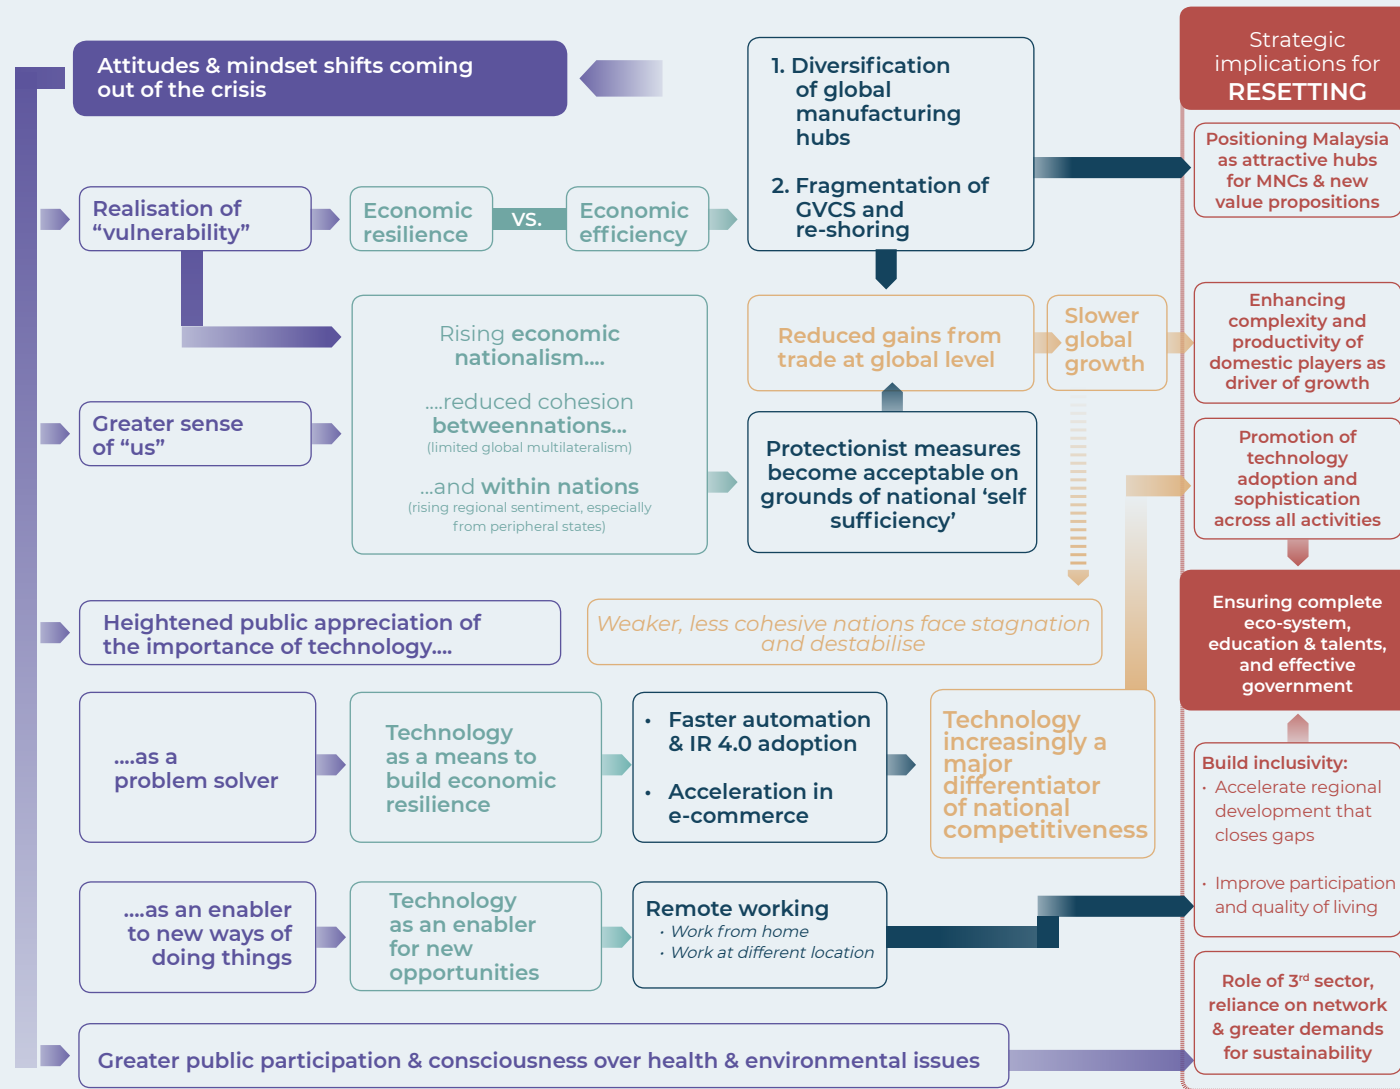 Attitudes & mindset shifts coming
out of the crisis
1. Diversification
of global
manufacturing
hubs
2. Fragmentation of
GVCS and
re-shoring
Strategic
implications for
RESETTING
Positioning Malaysia
as attractive hubs
for MNCs & new
value propositions
Realisation of
“vulnerability”
Economic
resilience
VS.
Economic
efficiency
Rising economic
nationalism....
....reduced cohesion
betweennations...
(limited global multilateralism)
...and within nations
(rising regional sentiment, especially
from peripheral states)
Reduced gains from
trade at global level
Slower
global
growth
Enhancing
complexity and
productivity of
domestic players as
driver of growth
Greater sense
of “us”
Protectionist measures
become acceptable on
grounds of national ‘self
sufficiency’
Promotion of
technology
adoption and
sophistication
across all activities
Heightened public appreciation of
the importance of technology....
Weaker, less cohesive nations face stagnation
and destabilise
Ensuring complete
eco-system,
education & talents,
and effective
government
....as a
problem solver
Technology
as a means to
build economic
resilience
• Faster automation
& IR 4.0 adoption
• Acceleration in
e-commerce
Technology
increasingly a
major
differentiator
of national
competitiveness
Build inclusivity:
• Accelerate regional
development that
closes gaps
• Improve participation
and quality of living
....as an enabler
to new ways of
doing things
Technology
as an enabler
for new
opportunities
Remote working
• Work from home
• Work at different location
Role of 3rd sector,
reliance on network
& greater demands
for sustainability
Greater public participation & consciousness over health & environmental issues